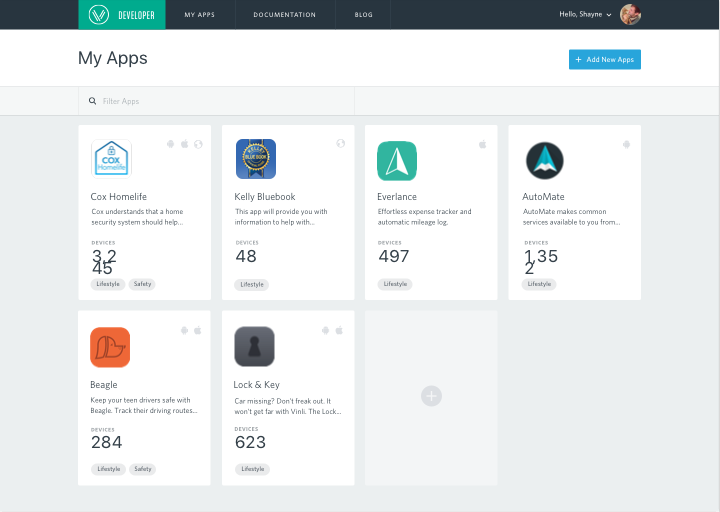 DEVELOPER MY APPS DOCUMENTATION BLOG Hello, Shayne
My Apps
+ Add New Apps
Filter Apps
COX
Homelife
Cox Homelife
Cox understands that a home
security system should help...
DEVICES
3,2
45
Lifestyle Safety
KELLEY
BLUE BOOK
Kelly Bluebook
This app will provide you with
information to help with...
DEVICES
48
Lifestyle
Everlance
Effortless expense tracker and
automatic mileage log.
DEVICES
497
Lifestyle
AutoMate
AutoMate makes common
services available to you from...
DEVICES
1,35
2
Lifestyle
Beagle
Keep your teen drivers safe with
Beagle. Track their driving routes...
DEVICES
284
Lifestyle Safety
Lock & Key
Car missing? Don't freak out. It
won't get far with Vinli. The Lock...
DEVICES
623
Lifestyle